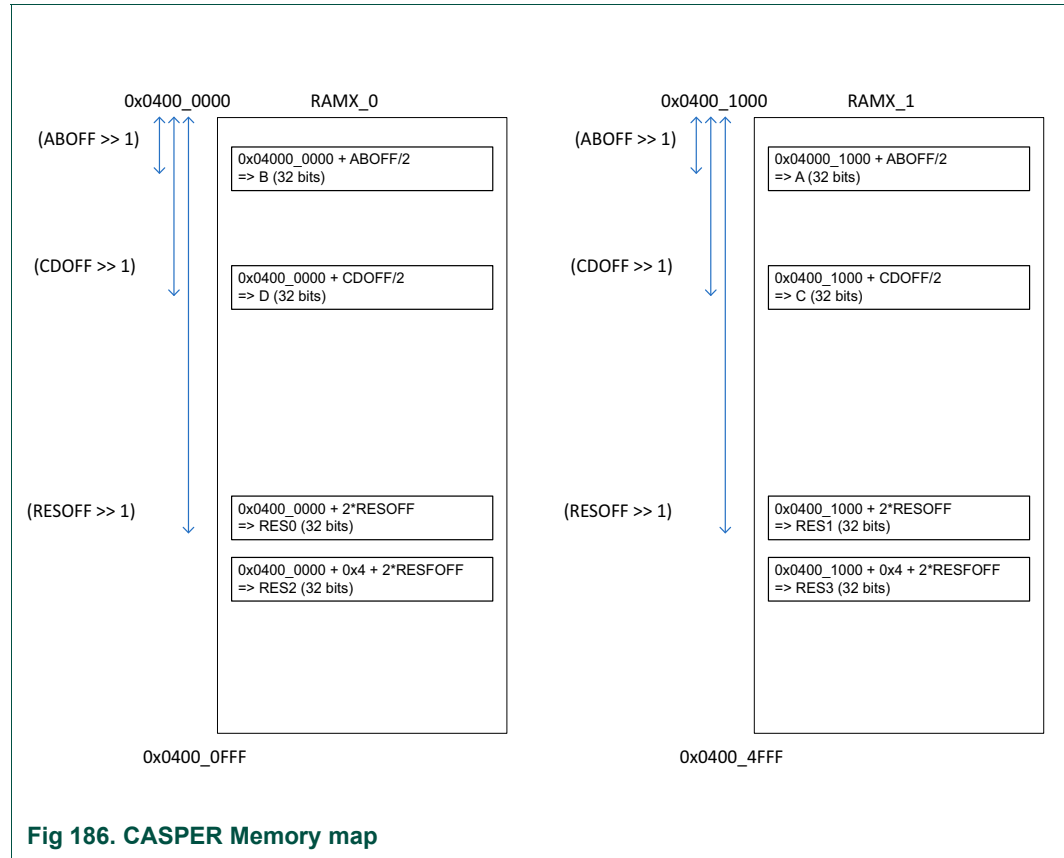 0x0400_0000 RAMX_0
(ABOFF >> 1)
0x04000_0000 + ABOFF/2
=> B (32 bits)
(CDOFF >> 1)
0x0400_0000 + CDOFF/2
=> D (32 bits)
(RESOFF >> 1)
0x0400_0000 + 2*RESOFF
=> RES0 (32 bits)
0x0400_0000 + 0x4 + 2*RESFOFF
=> RES2 (32 bits)
0x0400_0FFF
0x0400_1000 RAMX_1
(ABOFF >> 1)
0x04000_1000 + ABOFF/2
=> A (32 bits)
(CDOFF >> 1)
0x0400_1000 + CDOFF/2
=> C (32 bits)
(RESOFF >> 1)
0x0400_1000 + 2*RESOFF
=> RES1 (32 bits)
0x0400_1000 + 0x4 + 2*RESFOFF
=> RES3 (32 bits)
0x0400_4FFF
Fig 186. CASPER Memory map